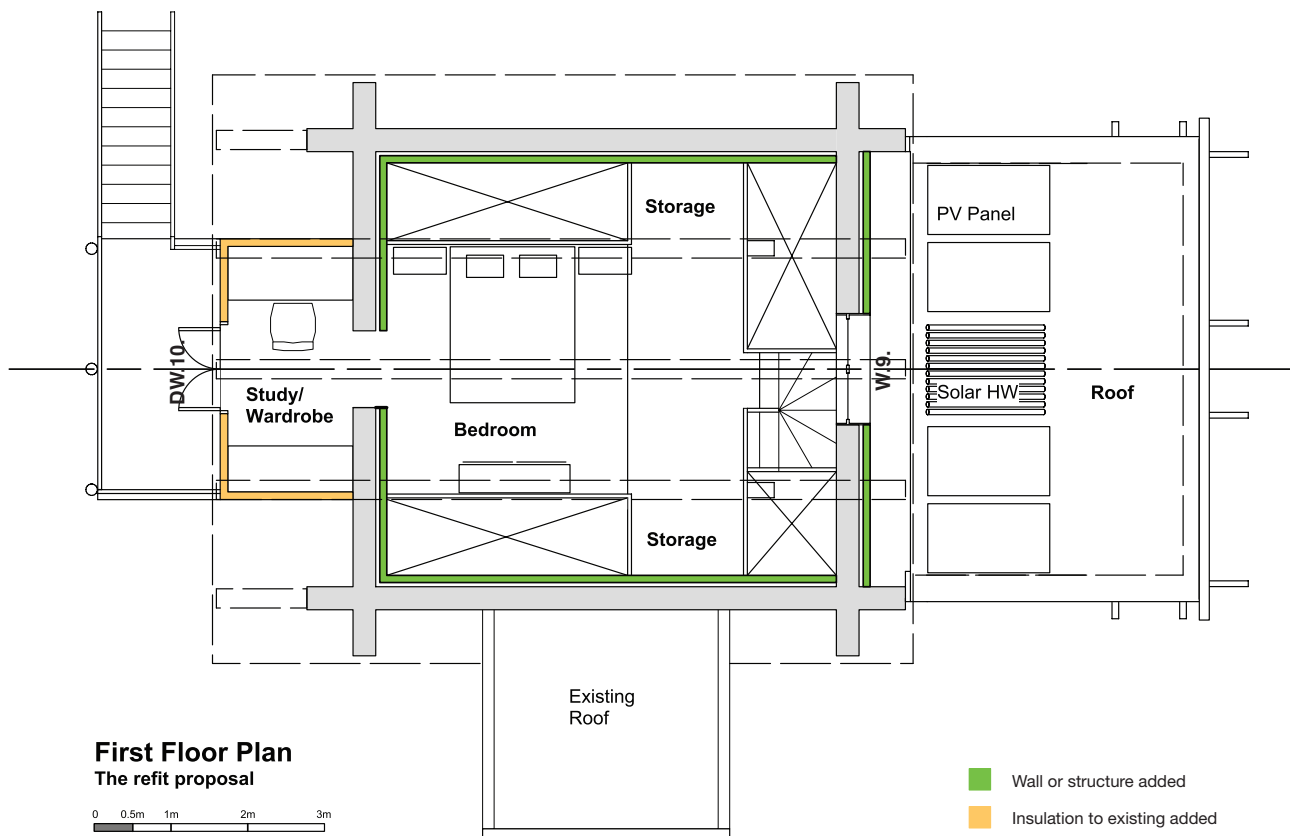 Storage
PV Panel
DW.10.
W.9.
Study/
Wardrobe
Solar HW
Roof
Bedroom
Storage
Existing
Roof
First Floor Plan
The refit proposal
0 0.5m 1m 2m 3m
Wall or structure added
Insulation to existing added